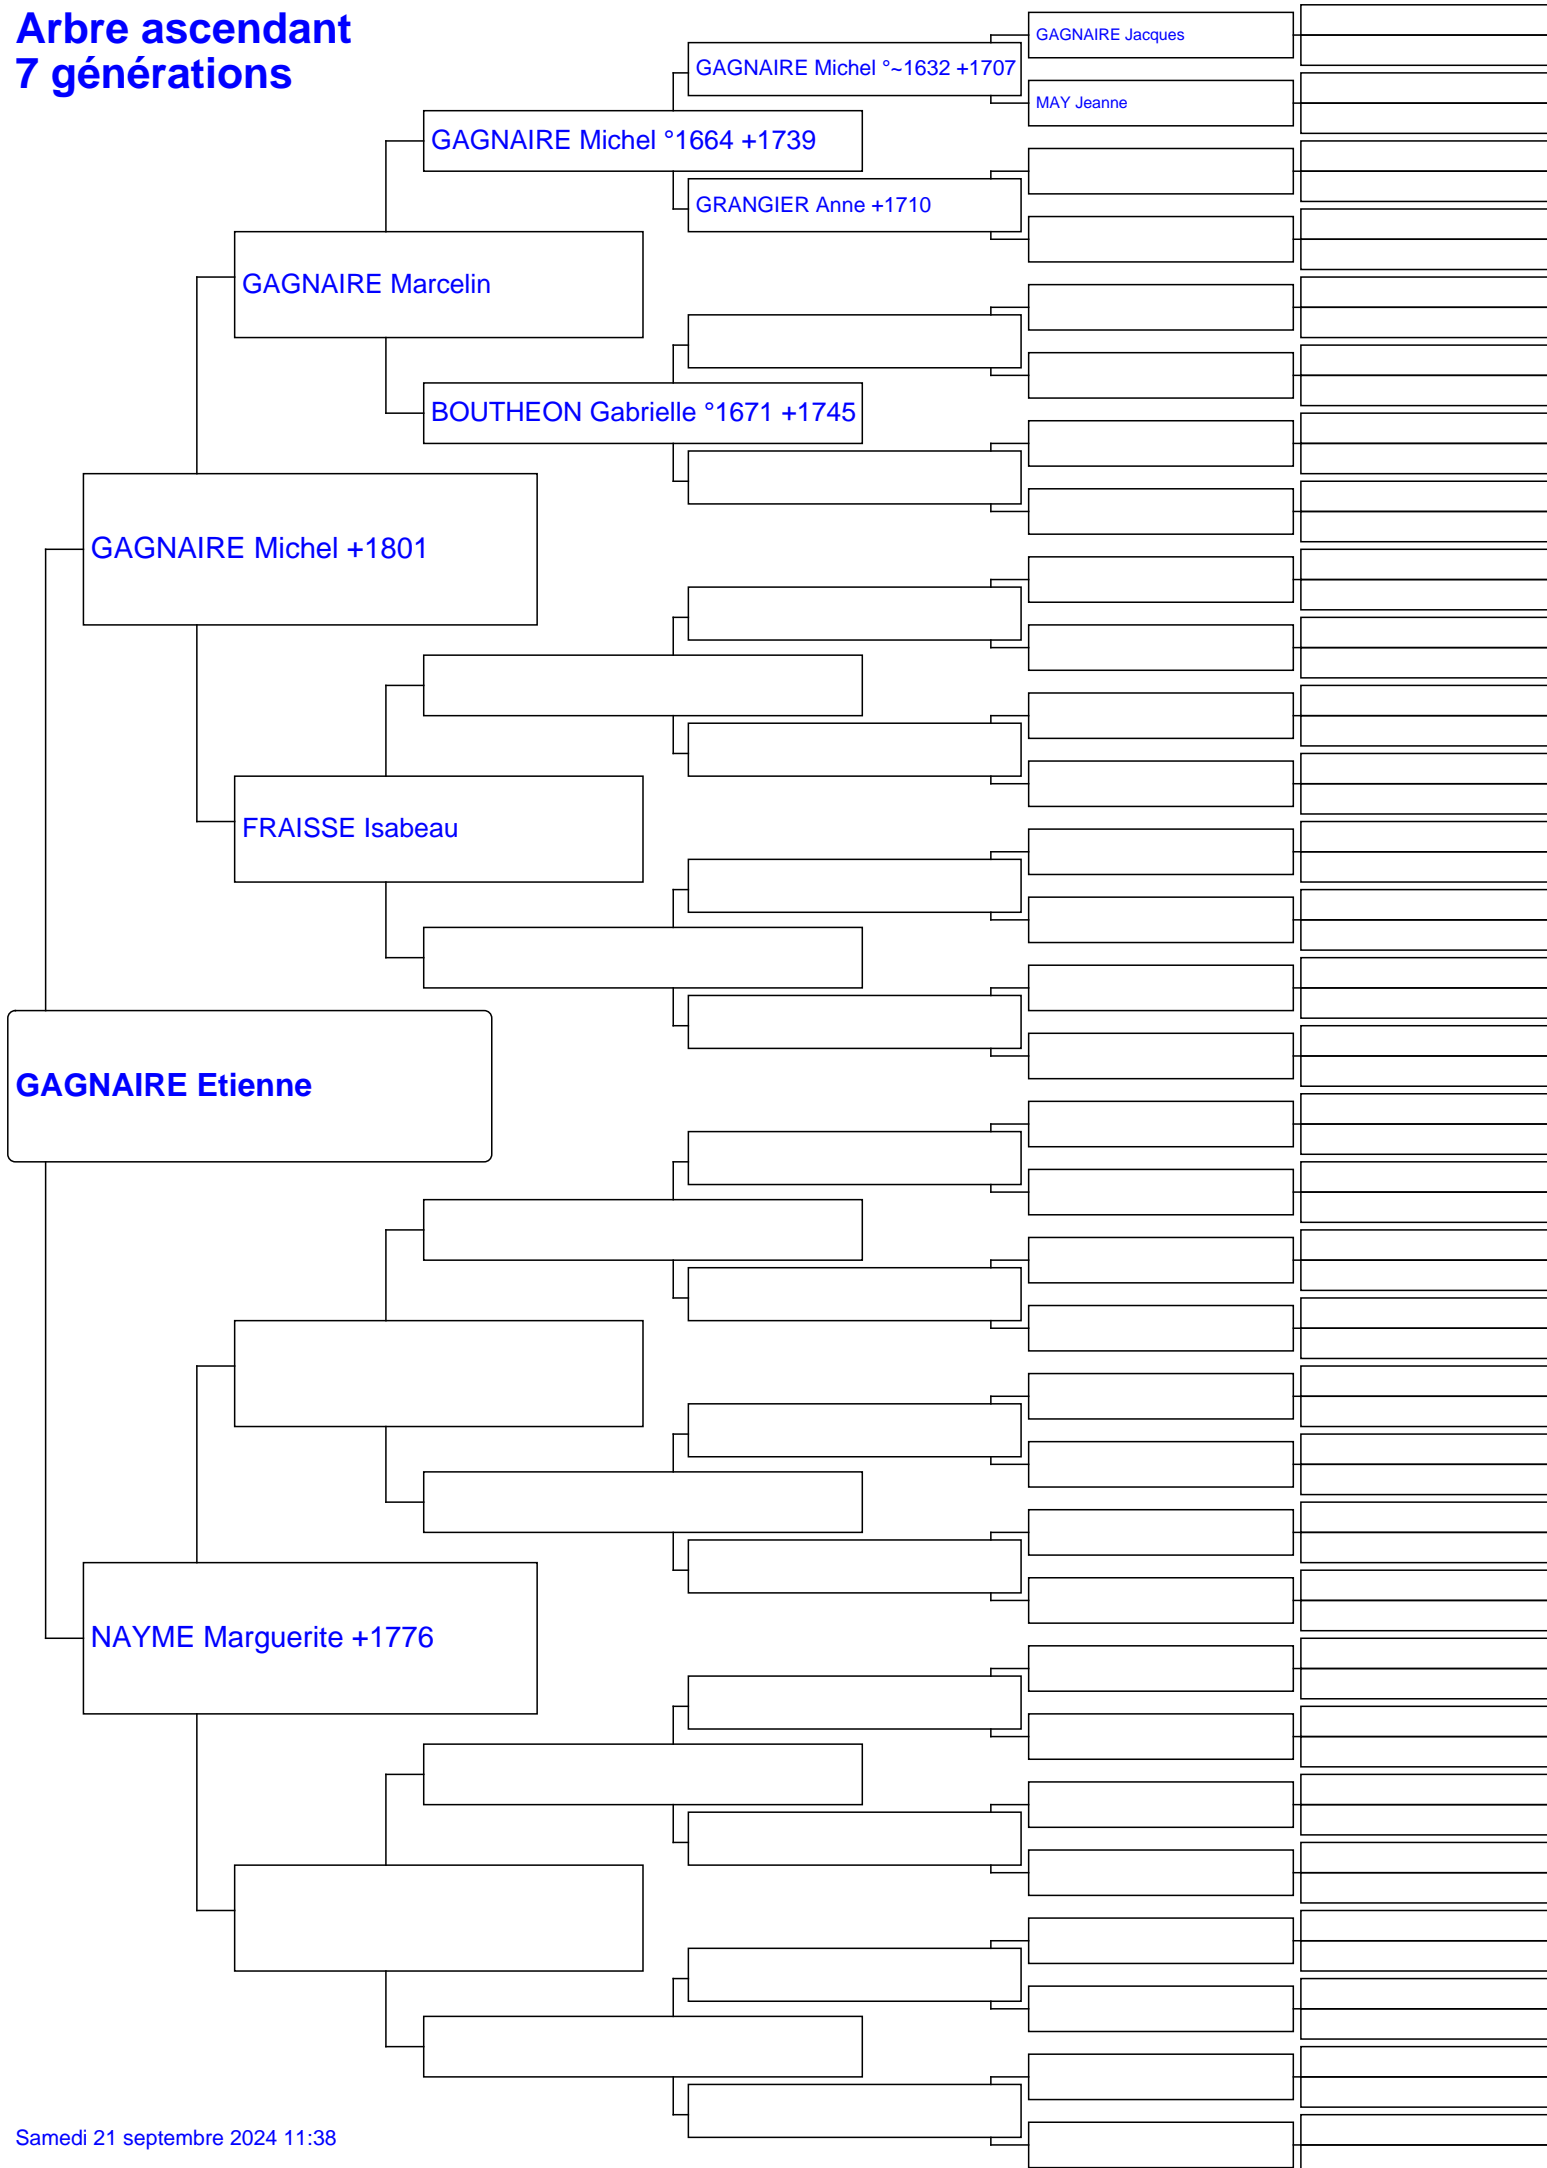 Arbre ascendant
7 générations
GAGNAIRE Jacques
GAGNAIRE Michel °~1632 +1707
MAY Jeanne
GAGNAIRE Michel °1664 +1739
GRANGIER Anne +1710
GAGNAIRE Marcelin
BOUTHEON Gabrielle °1671 +1745
GAGNAIRE Michel +1801
FRAISSE Isabeau
GAGNAIRE Etienne
NAYME Marguerite +1776
Samedi 21 septembre 2024 11:38